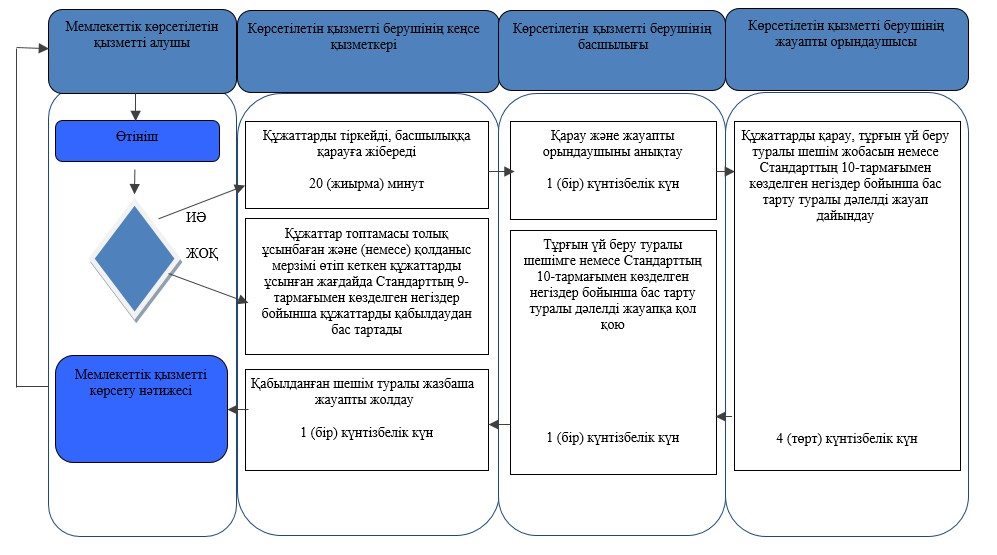 Мемлекеттік көрсетілетін
қызметті алушы
Көрсетілетін қызметті берушінің кеңсе
қызметкері
Көрсетілетін қызметті берушінің
басшылығы
Көрсетілетін қызметті берушінің
жауапты орындаушысы
Өтініш
ИӘ
ЖОҚ
Құжаттарды тіркейді, басшылыққа
қарауға жібереді
20 (жиырма) минут
Қарау және жауапты
орындаушыны анықтау
1 (бір) күнтізбелік күн
Құжаттарды қарау, тұрғын үй беру
туралы шешім жобасын немесе
Стандарттың 10-тармағымен
көзделген негіздер бойынша бас
тарту туралы дәлелді жауап
дайындау
4 (төрт) күнтізбелік күн
Құжаттар топтамасы толық
ұсынбаған және (немесе) қолданыс
мерзімі өтіп кеткен құжаттарды
ұсынған жағдайда Стандарттың 9-
тармағымен көзделген негіздер
бойынша құжаттарды қабылдаудан
бас тартады
Тұрғын үй беру туралы
шешімге немесе Стандарттың
10-тармағымен көзделген
негіздер бойынша бас тарту
туралы дәлелді жауапқа қол
қою
1 (бір) күнтізбелік күн
Қабылданған шешім туралы жазбаша
жауапты жолдау
1 (бір) күнтізбелік күн
Мемлекеттік қызметті
көрсету нәтижесі